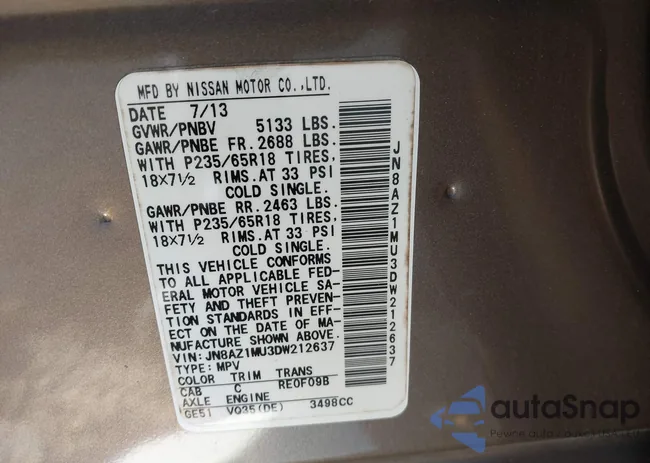 MFD BY NISSAN MOTOR CO.,LTD.
DATE 7/13
GVWR/PNBV 5133 LBS.
GAWR/PNBE FR. 2688 LBS.
WITH P235/65R18 TIRES,
18X7½ RIMS.AT 33 PSI
COLD SINGLE.
GAWR/PNBE RR. 2463 LBS.
WITH P235/65R18 TIRES,
18X7½ RIMS.AT 33 PSI
COLD SINGLE.
THIS VEHICLE CONFORMS
TO ALL APPLICABLE FED-
ERAL MOTOR VEHICLE SA-
FETY AND THEFT PREVEN-
TION STANDARDS IN EFF-
ECT ON THE DATE OF MA-
NUFACTURE SHOWN ABOVE.
VIN: JN8AZ1MU3DW212637
TYPE: MPV
COLOR TRIM TRANS
CAB C RE0F09B
AXLE ENGINE
GE51 VQ35(DE) 3498CC
JN8AZ1MU3DW212637
autaSnap
Pewne auto z